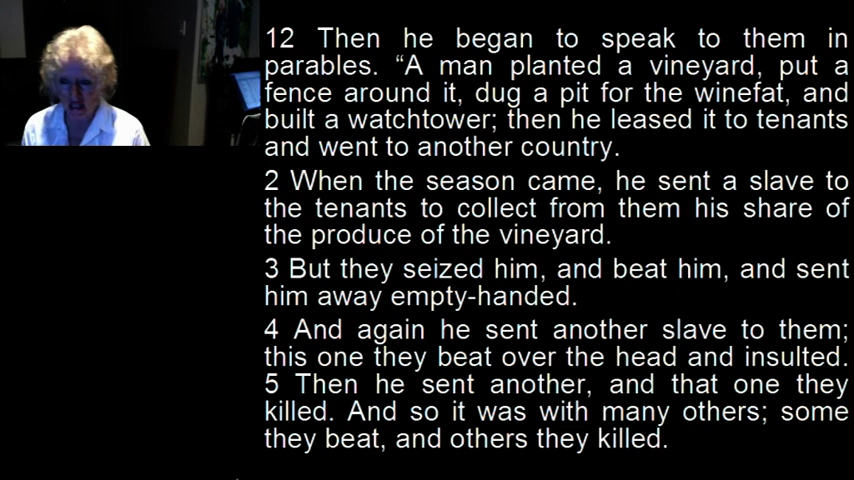 12 Then he began to speak to them in
parables. “A man planted a vineyard, put a
fence around it, dug a pit for the winefat, and
built a watchtower; then he leased it to tenants
and went to another country.
2 When the season came, he sent a slave to
the tenants to collect from them his share of
the produce of the vineyard.
3 But they seized him, and beat him, and sent
him away empty-handed.
4 And again he sent another slave to them;
this one they beat over the head and insulted.
5 Then he sent another, and that one they
killed. And so it was with many others; some
they beat, and others they killed.